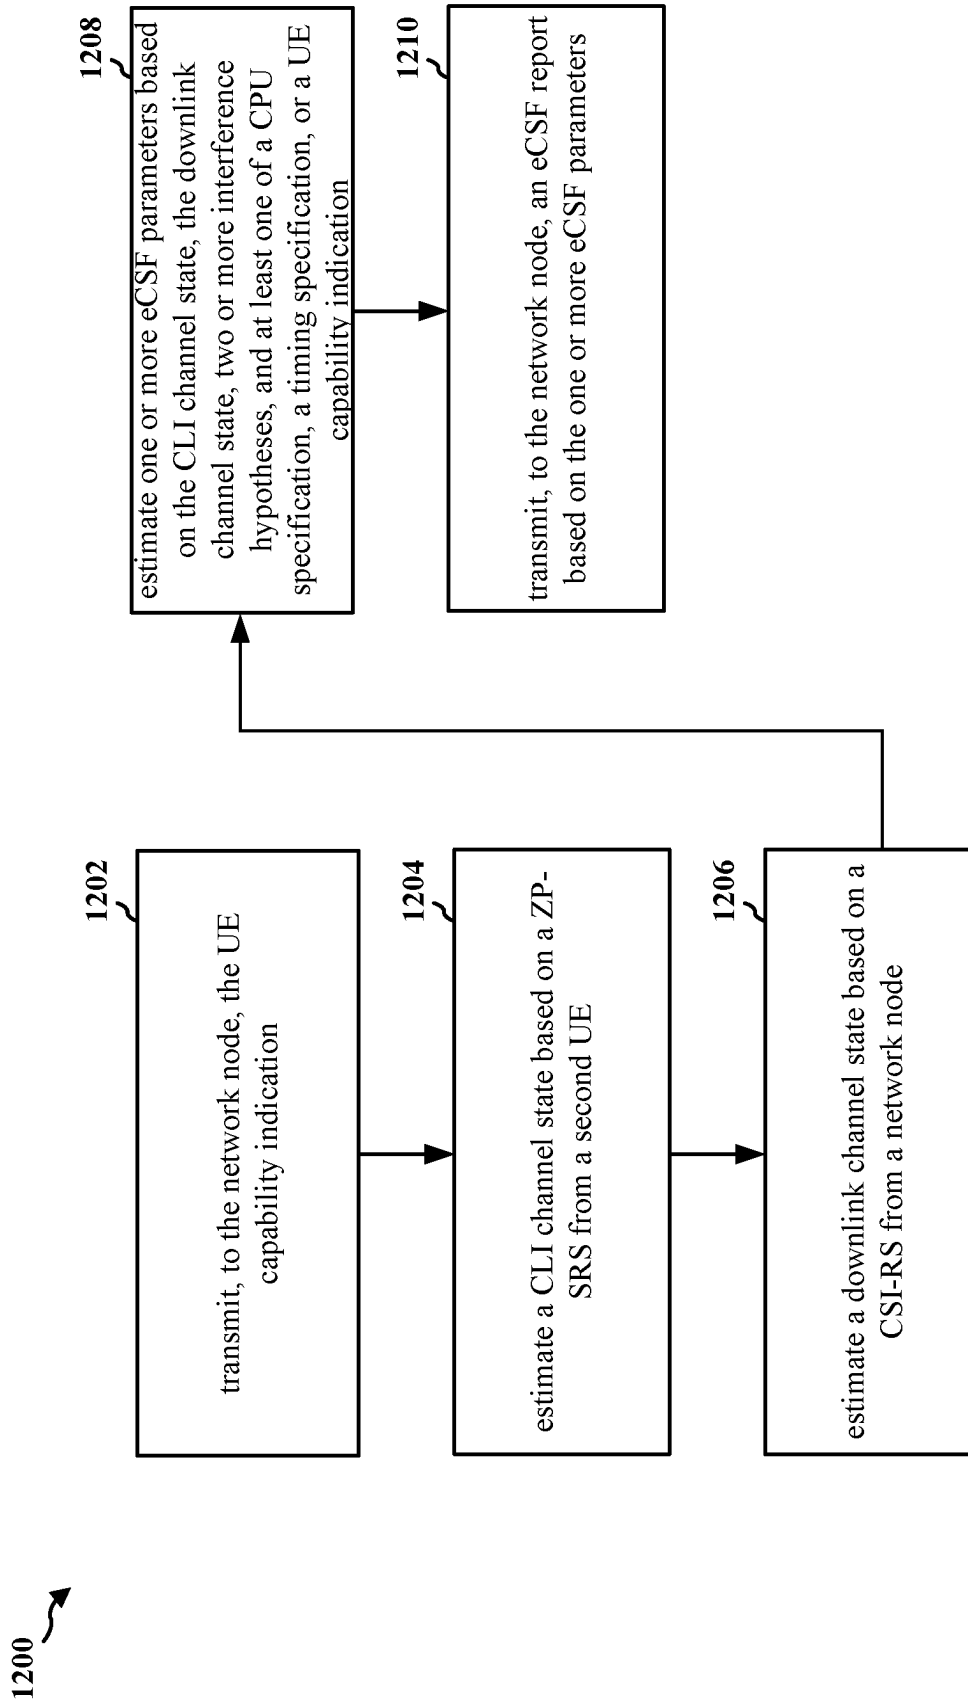 1200
1202
transmit, to the network node, the UE
capability indication
1204
estimate a CLI channel state based on a ZP-
SRS from a second UE
1206
estimate a downlink channel state based on a
CSI-RS from a network node
1208
estimate one or more eCSF parameters based
on the CLI channel state, the downlink
channel state, two or more interference
hypotheses, and at least one of a CPU
specification, a timing specification, or a UE
capability indication
1210
transmit, to the network node, an eCSF report
based on the one or more eCSF parameters